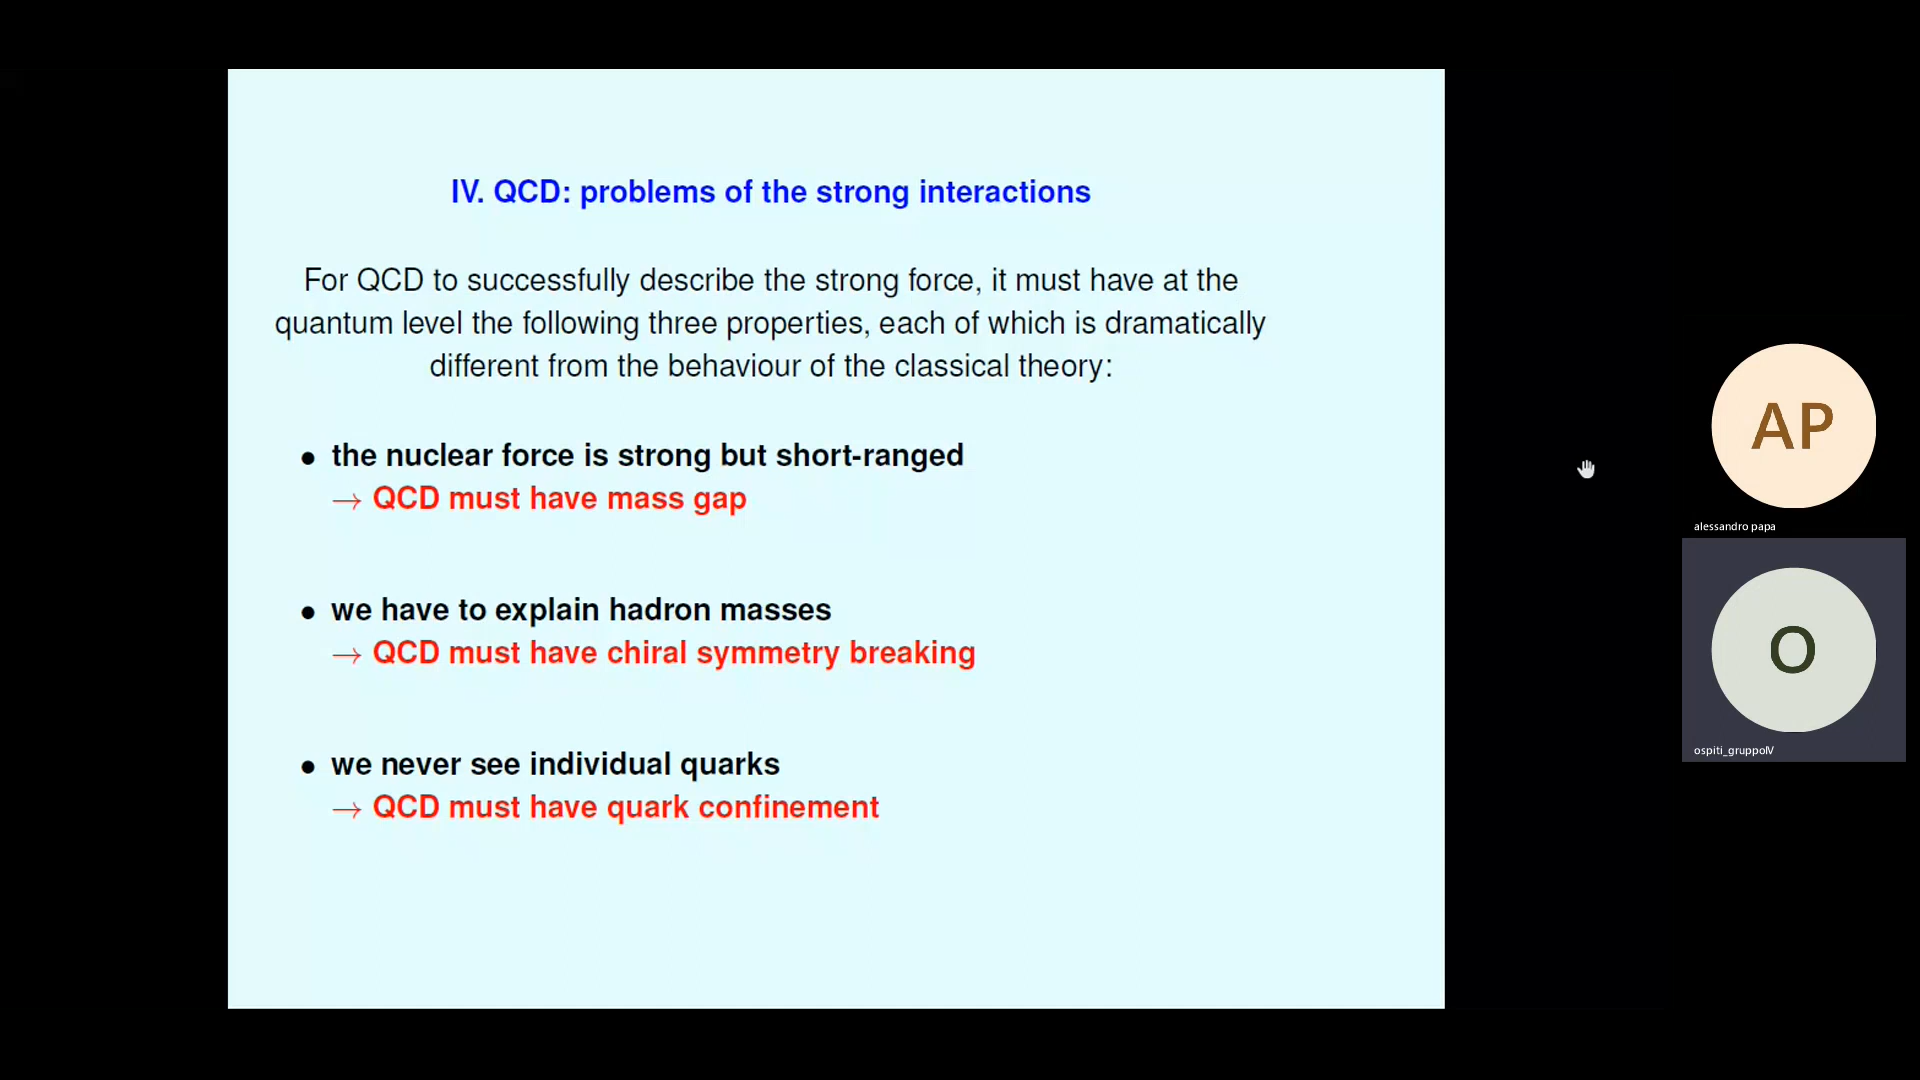 IV. QCD: problems of the strong interactions
For QCD to successfully describe the strong force, it must have at the
quantum level the following three properties, each of which is dramatically
different from the behaviour of the classical theory:
• the nuclear force is strong but short-ranged
→ QCD must have mass gap
• we have to explain hadron masses
→ QCD must have chiral symmetry breaking
• we never see individual quarks
→ QCD must have quark confinement
AP
alessandro papa
O
ospiti_gruppoIV